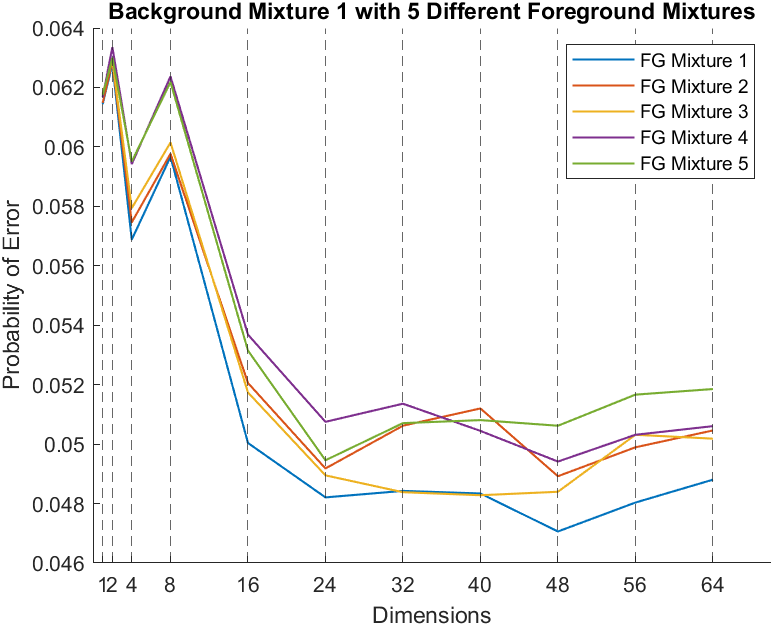 Background Mixture 1 with 5 Different Foreground Mixtures
0.064
0.062
0.06
0.058
0.056
0.054
0.052
0.05
0.048
0.046
Probability of Error
FG Mixture 1
FG Mixture 2
FG Mixture 3
FG Mixture 4
FG Mixture 5
1 2 4 8 16 24 32 40 48 56 64
Dimensions